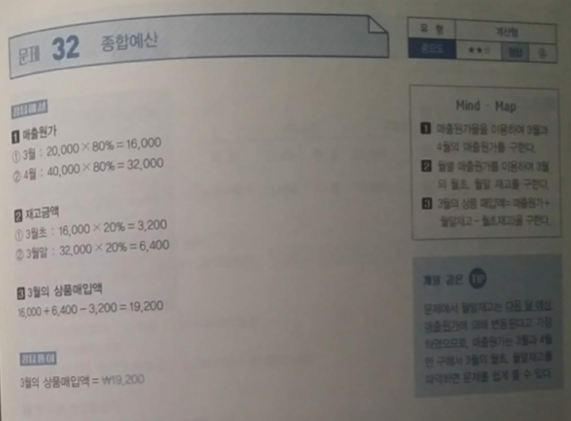 문제 32 종합예산
유 형 계산형
중요도 ★★☆ 정답 ④
정답해설
1 매출원가
① 3월 : 20,000×80%=16,000
② 4월 : 40,000×80%=32,000
2 재고금액
① 3월초 : 16,000×20%=3,200
② 3월말 : 32,000×20%=6,400
3 3월의 상품매입액
16,000+6,400-3,200=19,200
정답풀이
3월의 상품매입액=₩19,200
Mind - Map
1 매출원가율을 이용하여 3월과
4월의 매출원가를 구한다.
2 월별 매출원가를 이용하여 3월
의 월초, 월말 재고를 구한다.
3 3월의 상품 매입액=매출원가+
월말재고-월초재고을 구한다.
같은 TIP
문제에서 월말재고는 다음 달 예상
매출원가에 의해 변동된다고 가정
하였으므로, 매출원가는 3월과 4월
만 구해서 3월의 월초, 월말재고를
파악하면 문제를 쉽게 풀 수 있다.